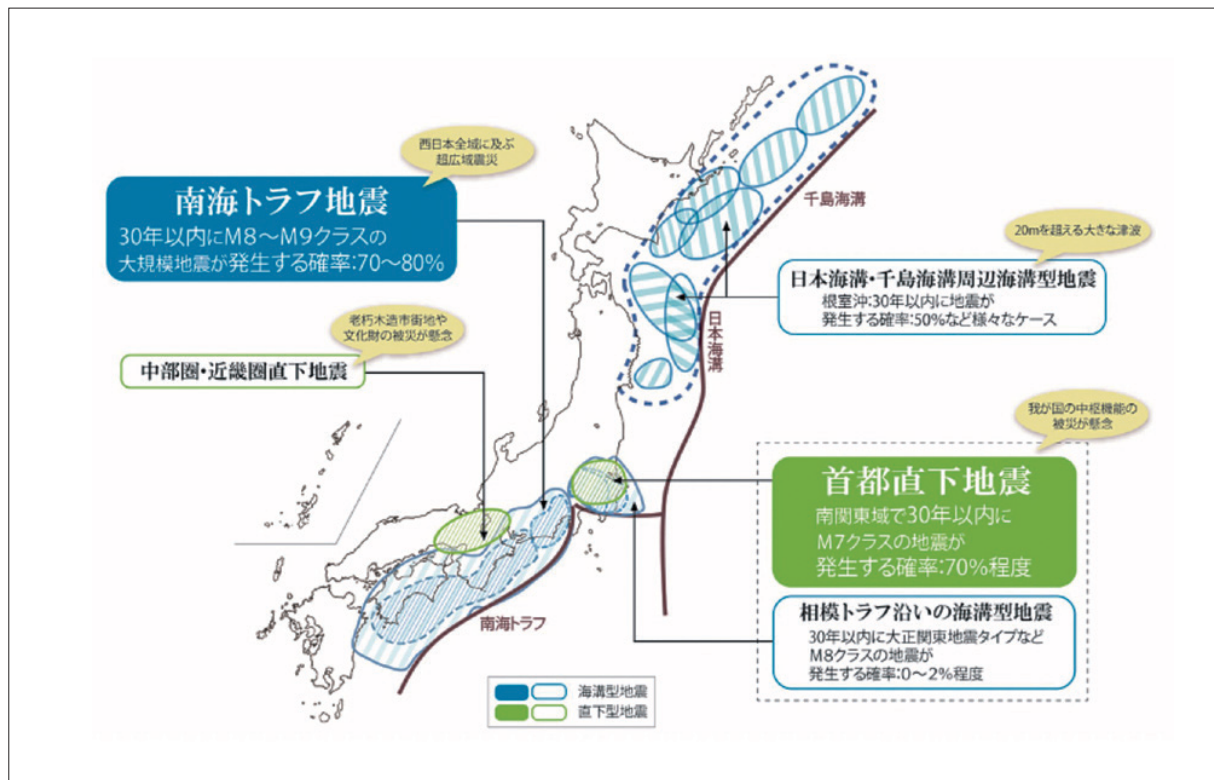 西日本全域に及ぶ
超広域震災
南海トラフ地震
30年以内にM8～M9クラスの
大規模地震が発生する確率:70～80%
老朽木造市街地や
文化財の被災が懸念
中部圏・近畿圏直下地震
千島海溝
20mを超える大きな津波
日本海溝・千島海溝周辺海溝型地震
根室沖:30年以内に地震が
発生する確率:50%など様々なケース
日本海溝
我が国の中枢機能の
被災が懸念
首都直下地震
南関東域で30年以内に
M7クラスの地震が
発生する確率:70%程度
相模トラフ沿いの海溝型地震
30年以内に大正関東地震タイプなど
M8クラスの地震が
発生する確率:0～2%程度
南海トラフ
海溝型地震
直下型地震